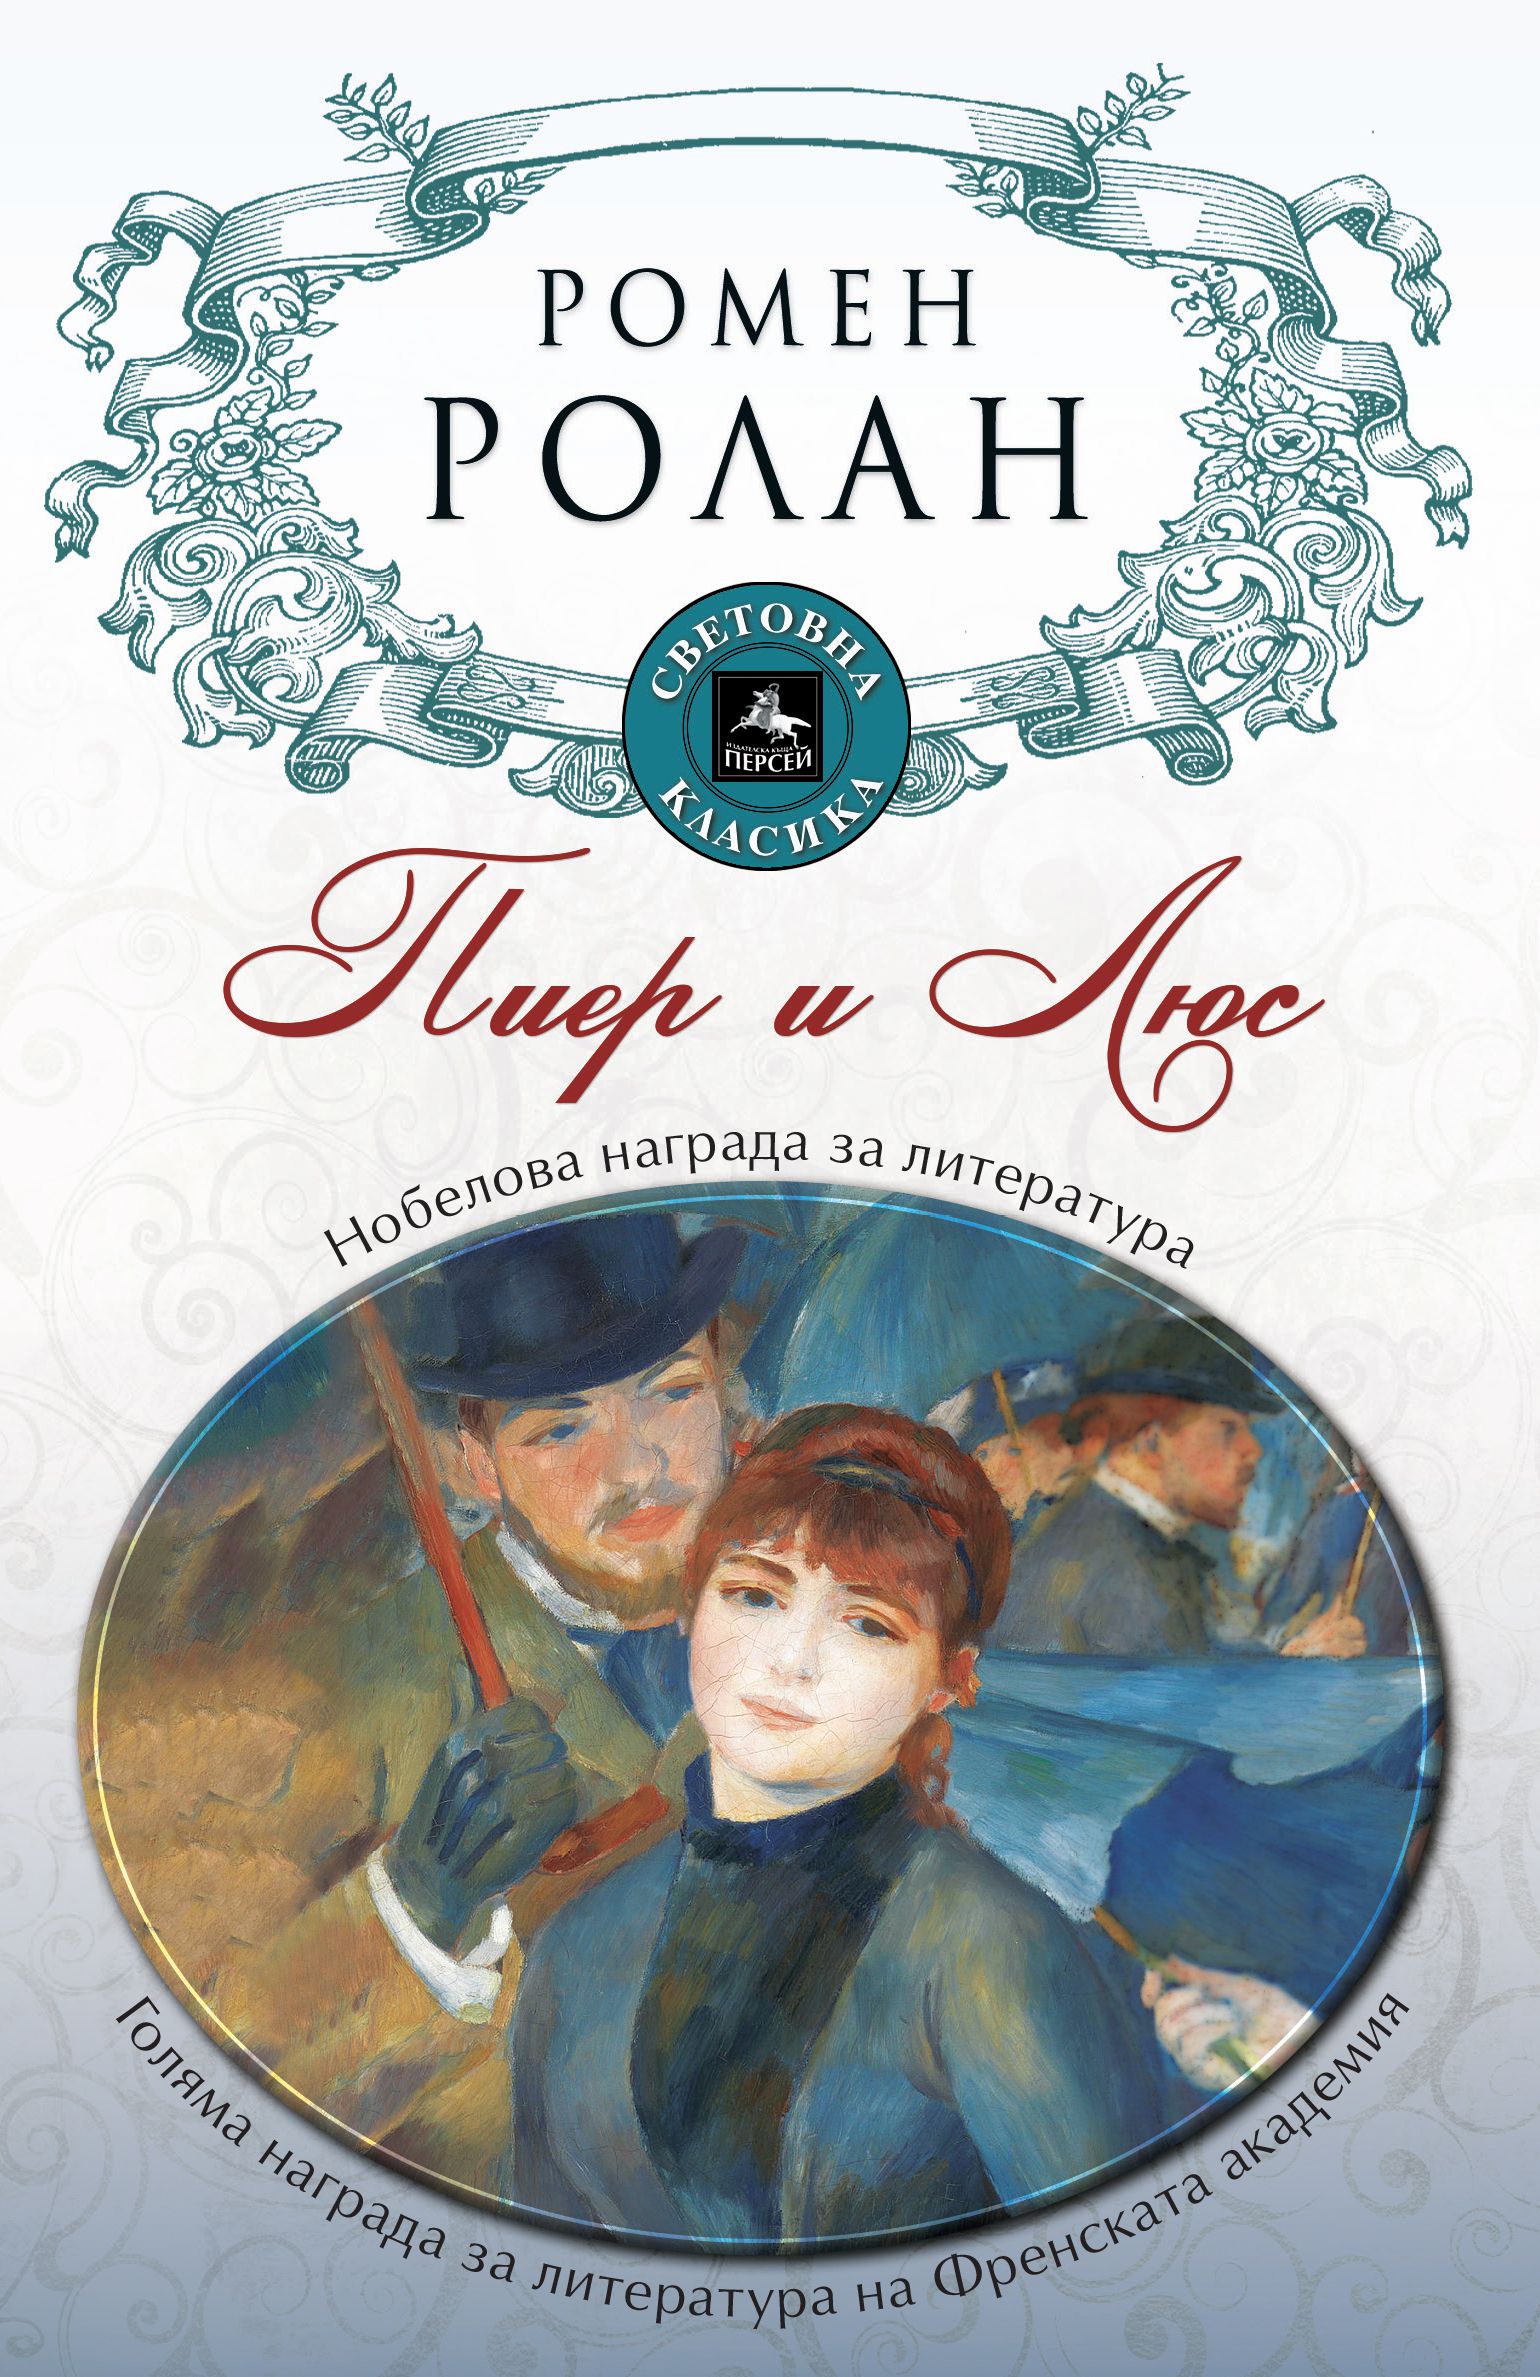 РОМЕН
РОЛАН
СВЕТОВНА
ИЗДАТЕЛСКА КЪЩА
ПЕРСЕЙ
КЛАСИКА
Пиер и Люс
Нобелова награда за литература
Голяма награда за литература на Френската академия